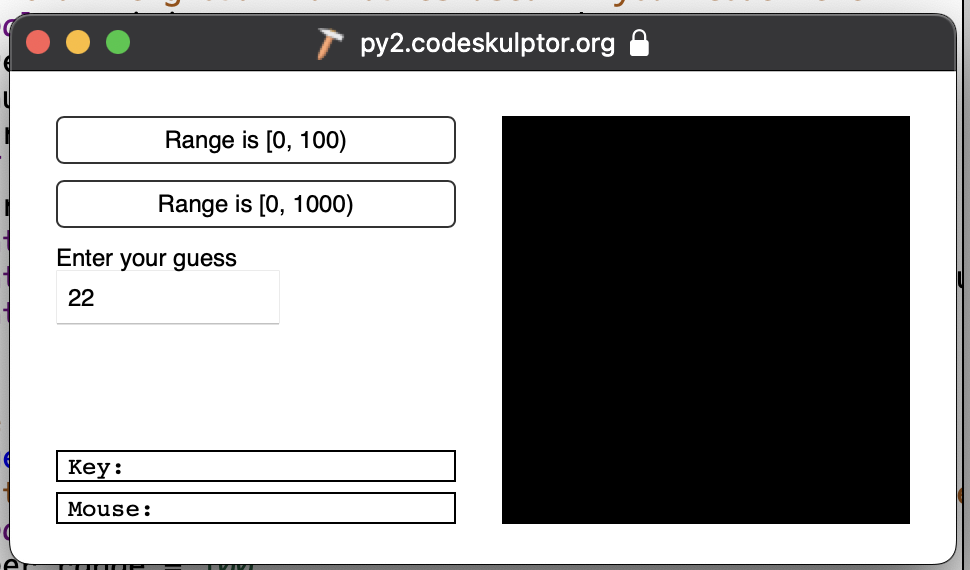 py2.codeskulptor.org
Range is [0, 100)
Range is [0, 1000)
Enter your guess
22
Key:
Mouse: